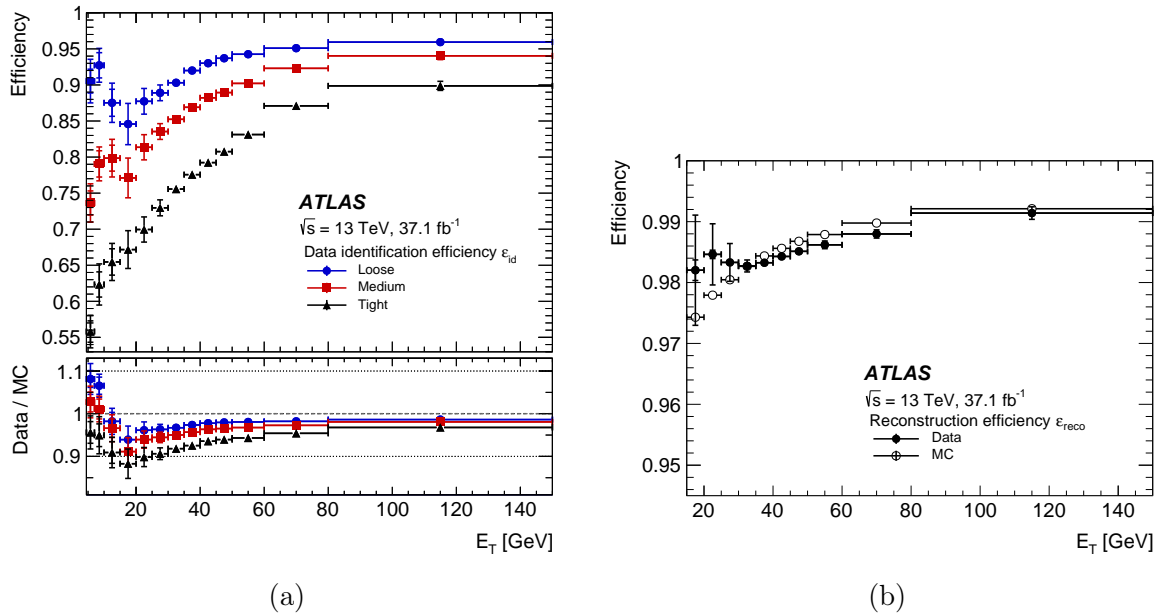 Efficiency
0.95
0.9
0.85
0.8
0.75
0.7
0.65
0.6
0.55
ATLAS
√s = 13 TeV, 37.1 fb⁻¹
Data identification efficiency ε_id
Loose
Medium
Tight
Data / MC
1.1
1
0.9
20 40 60 80 100 120 140
E_T [GeV]
(a)
Efficiency
1
0.99
0.98
0.97
0.96
0.95
ATLAS
√s = 13 TeV, 37.1 fb⁻¹
Reconstruction efficiency ε_reco
Data
MC
20 40 60 80 100 120 140
E_T [GeV]
(b)